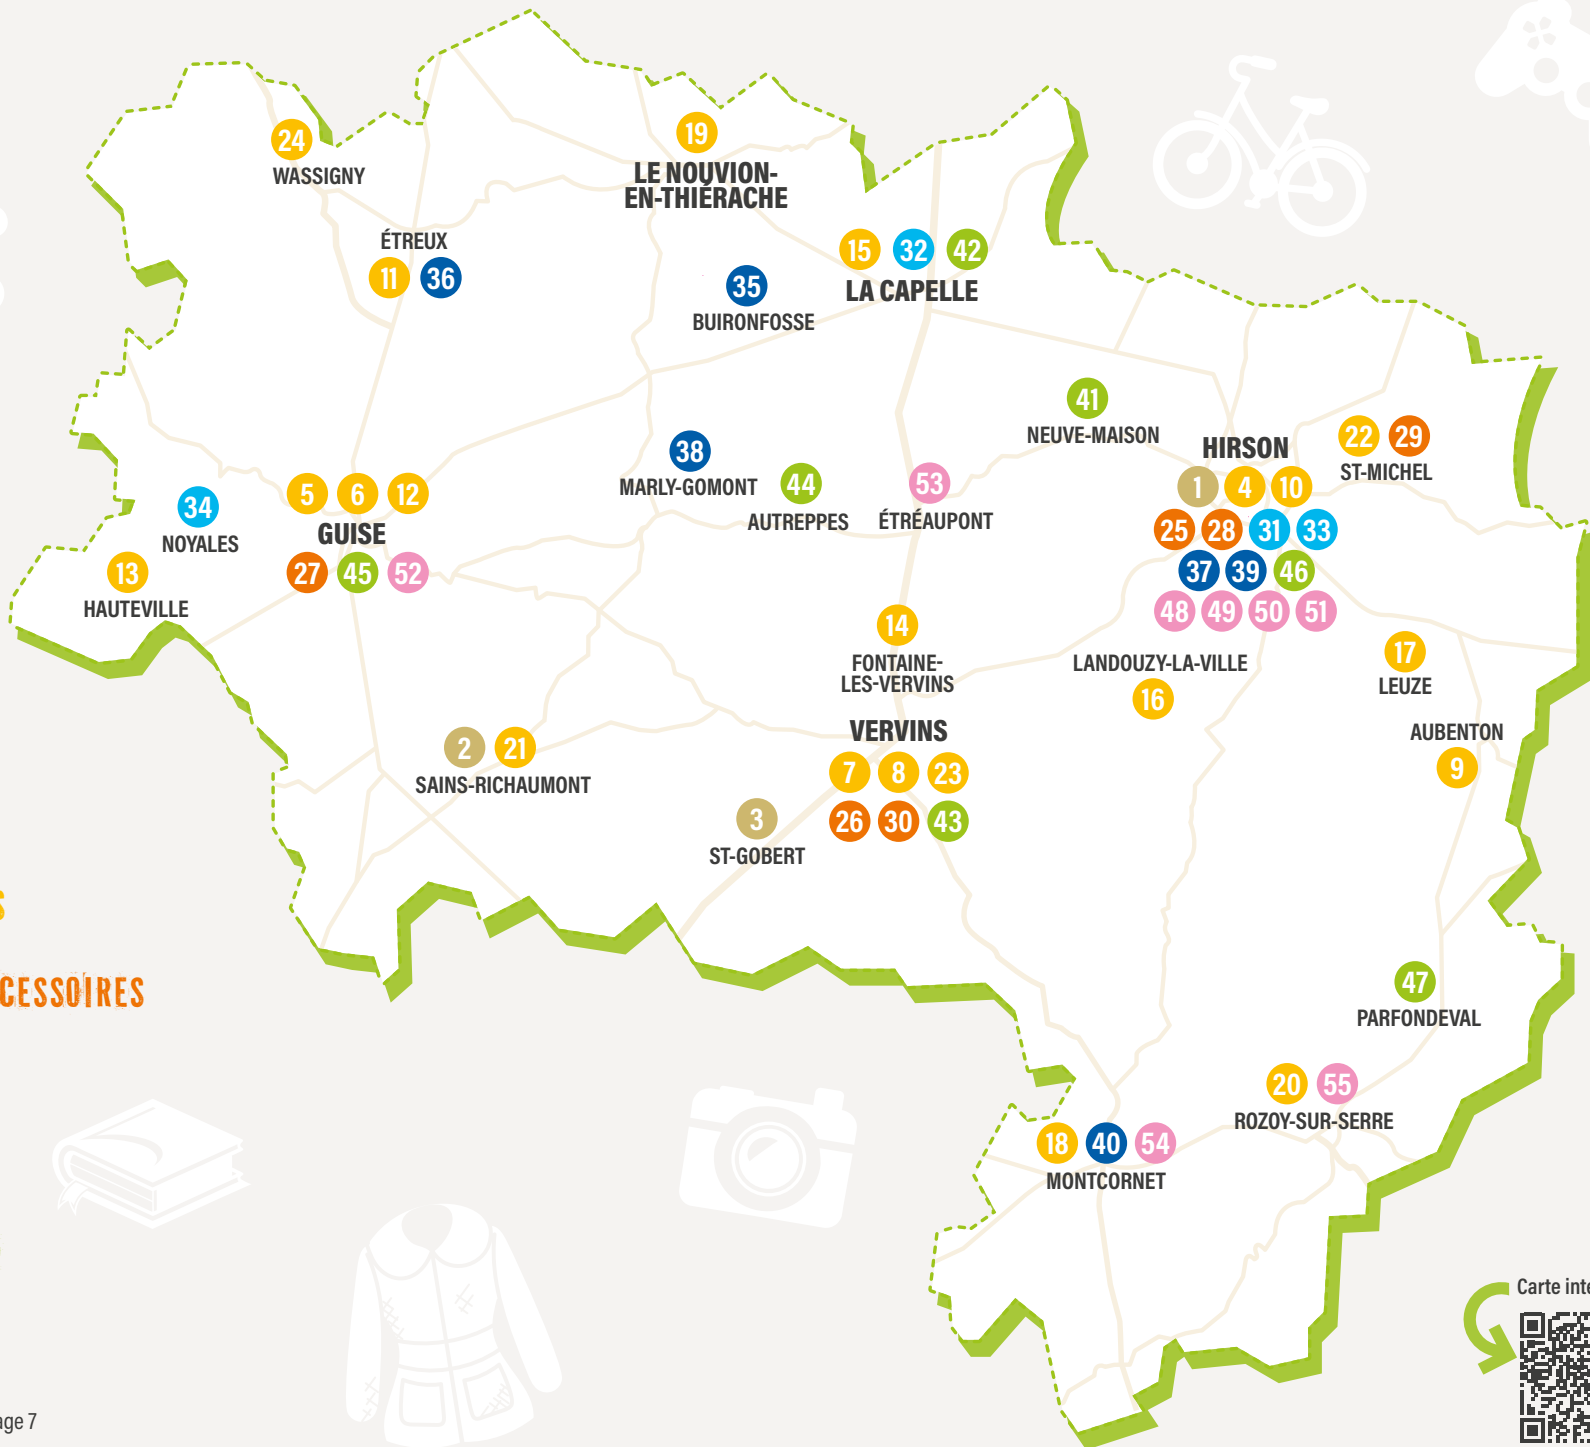 24
WASSIGNY
19
LE NOUVION-
EN-THIÉRACHE
ÉTREUX
11 36
35
BUIRONFOSSE
15 32 42
LA CAPELLE
41
NEUVE-MAISON
22 29
ST-MICHEL
HIRSON
1 4 10
25 28 31 33
37 39 46
48 49 50 51
38
MARLY-GOMONT
44
AUTREPPES
53
ÉTRÉAUPONT
34
NOYALES
5 6 12
GUISE
27 45 52
13
HAUTEVILLE
14
FONTAINE-
LES-VERVINS
LANDOUZY-LA-VILLE
16
17
LEUZE
AUBENTON
9
VERVINS
7 8 23
26 30 43
2 21
SAINS-RICHAUMONT
3
ST-GOBERT
S
CESSOIRES
47
PARFONDEVAL
20 55
ROZOY-SUR-SERRE
18 40 54
MONTCORNET
Carte inte
age 7